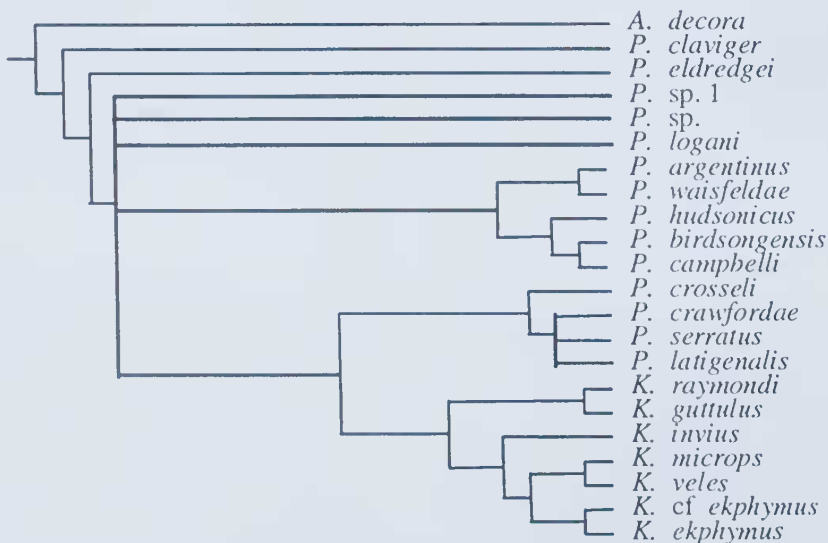 A. decora
P. claviger
P. eldredgei
P. sp. 1
P. sp.
P. logani
P. argentinus
P. waisfeldae
P. hudsonicus
P. birdsongensis
P. campbelli
P. crosseli
P. crawfordae
P. serratus
P. latigenalis
K. raymondi
K. guttulus
K. invius
K. microps
K. veles
K. cf ekphymus
K. ekphymus